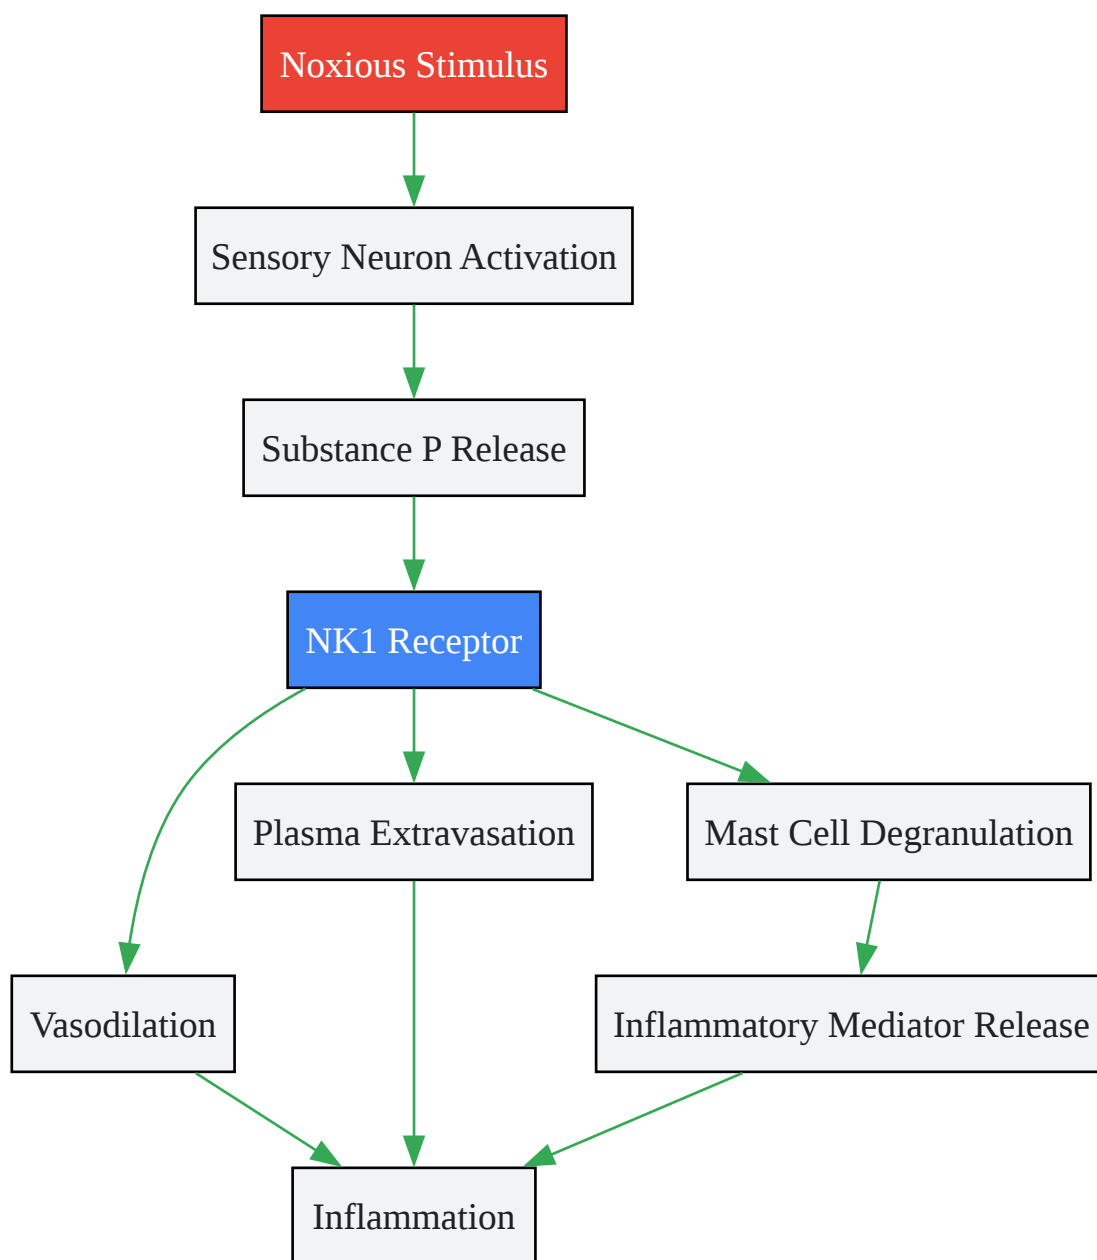 Noxious Stimulus
Sensory Neuron Activation
Substance P Release
NK1 Receptor
Plasma Extravasation
Mast Cell Degranulation
Vasodilation
Inflammatory Mediator Release
Inflammation